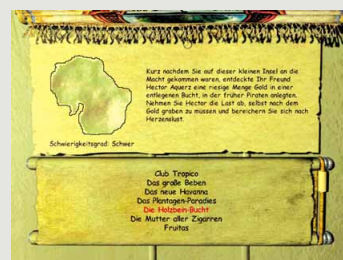 Kurz nachdem Sie auf dieser kleinen Insel an die
Macht gekommen waren, entdeckte Ihr Freund
Hector Aquerz eine riesige Menge Gold in einer
entlegenen Bucht, in der früher Piraten anlegten.
Nehmen Sie Hector die Last ab, selbst nach dem
Gold graben zu müssen und bereichern Sie sich nach
Herzenslust.
Schwierigkeitsgrad: Schwer
Club Tropico
Das große Beben
Das neue Havanna
Das Plantagen-Paradies
Die Holzbein-Bucht
Die Mutter aller Zigarren
Fruitas